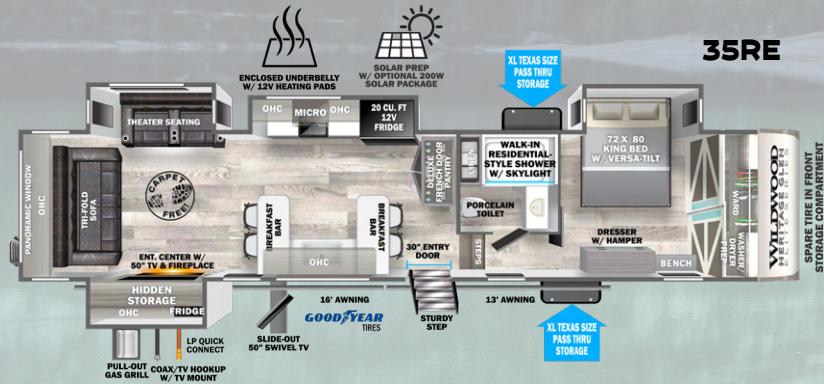 35RE
ENCLOSED UNDERBELLY
W/ 12V HEATING PADS
SOLAR PREP
W/ OPTIONAL 200W
SOLAR PACKAGE
XL TEXAS SIZE
PASS THRU
STORAGE
THEATER SEATING
OHC
MICRO
OHC
20 CU. FT
12V
FRIDGE
PANORAMIC WINDOW
OHC
TRI-FOLD
SOFA
CARPET
FREE!
DELUXE
FRENCH DOOR
PANTRY
LINEN
WALK-IN
RESIDENTIAL-
STYLE SHOWER
W/ SKYLIGHT
72 X 80
KING BED
W/ VERSA-TILT
PORCELAIN
TOILET
BREAKFAST
BAR
BREAKFAST
BAR
OHC
30" ENTRY
DOOR
STEPS
DRESSER
W/ HAMPER
BENCH
WARD
WASHER/
DRYER
PREP
WILDWOOD
HERITAGE GLEN
ELITE SERIES
SPARE TIRE IN FRONT
STORAGE COMPARTMENT
ENT. CENTER W/
50" TV & FIREPLACE
HIDDEN
STORAGE
OHC
FRIDGE
16' AWNING
GOODYEAR
TIRES
STURDY
STEP
13' AWNING
XL TEXAS SIZE
PASS THRU
STORAGE
SLIDE-OUT
50" SWIVEL TV
LP QUICK
CONNECT
PULL-OUT
GAS GRILL
COAX/TV HOOKUP
W/ TV MOUNT